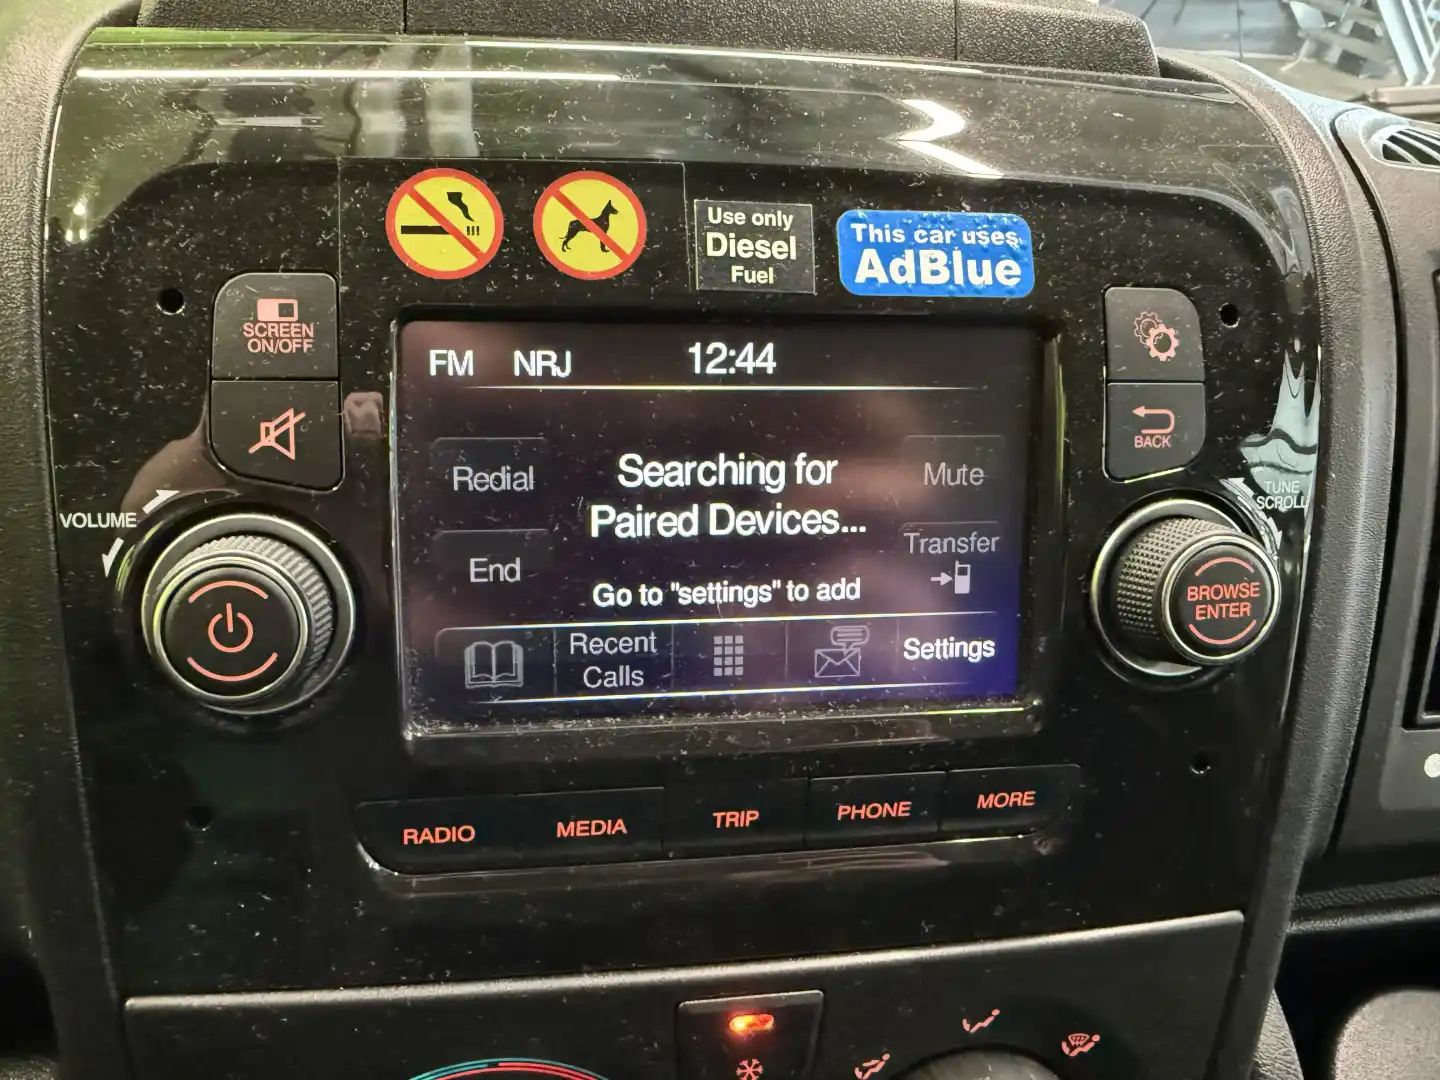 Use only
Diesel
Fuel
This car uses
AdBlue
SCREEN
ON/OFF
FM NRJ 12:44
Redial
Searching for
Paired Devices...
Mute
BACK
VOLUME
TUNE
SCROLL
End
Transfer
Go to "settings" to add
BROWSE
ENTER
Recent
Calls
Settings
RADIO
MEDIA
TRIP
PHONE
MORE